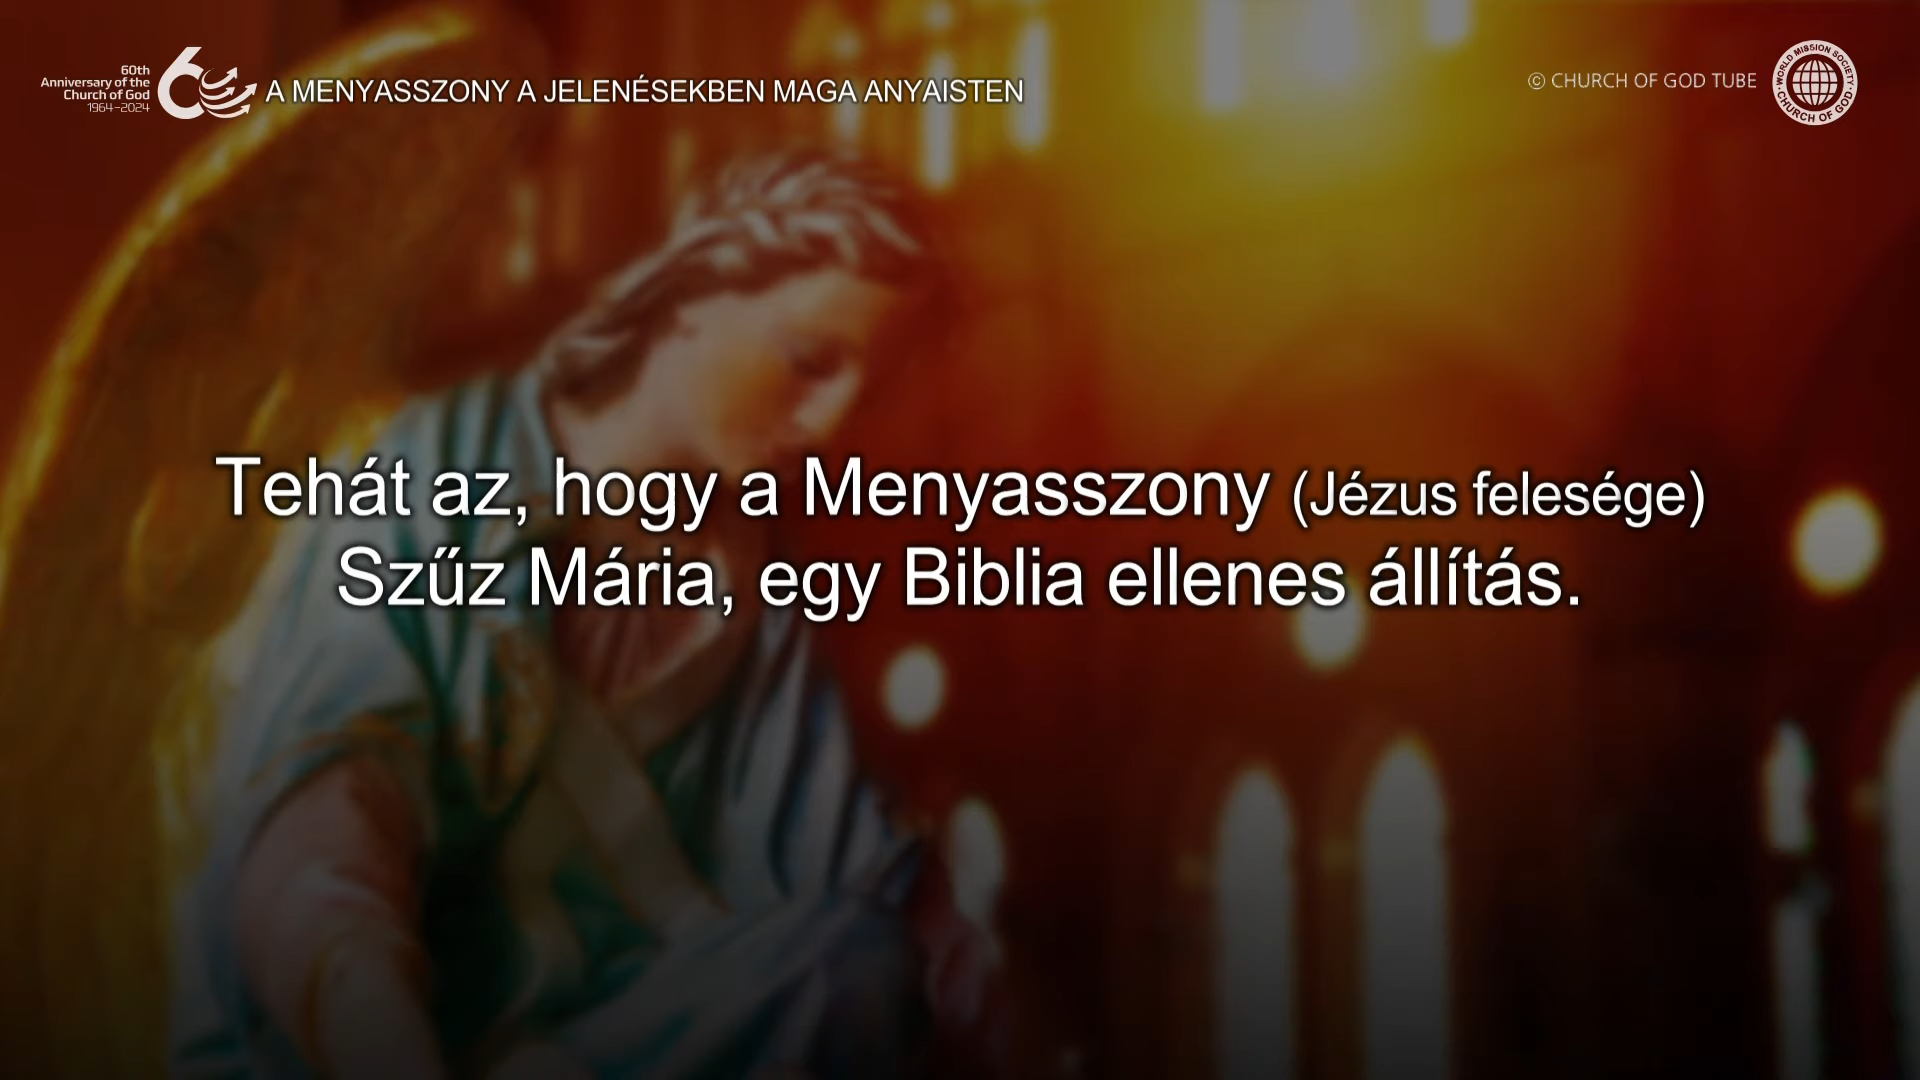 60th
Anniversary of the
Church of God
1964-2024
60
A MENYASSZONY A JELENÉSEKBEN MAGA ANYAISTEN
© CHURCH OF GOD TUBE
WORLD MISSION SOCIETY
CHURCH OF GOD
Tehát az, hogy a Menyasszony (Jézus felesége)
Szűz Mária, egy Biblia ellenes állítás.